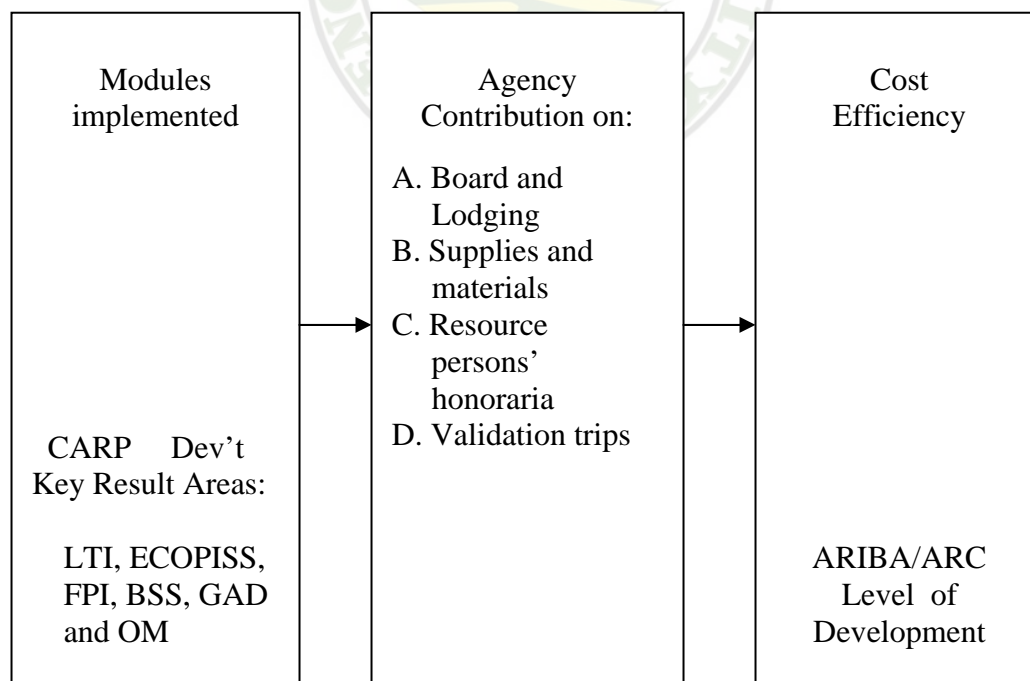 Modules
implemented
CARP Dev’t
Key Result Areas:
LTI, ECOPISS,
FPI, BSS, GAD
and OM
Agency
Contribution on:
A. Board and
Lodging
B. Supplies and
materials
C. Resource
persons’
honoraria
D. Validation trips
Cost
Efficiency
ARIBA/ARC
Level of
Development